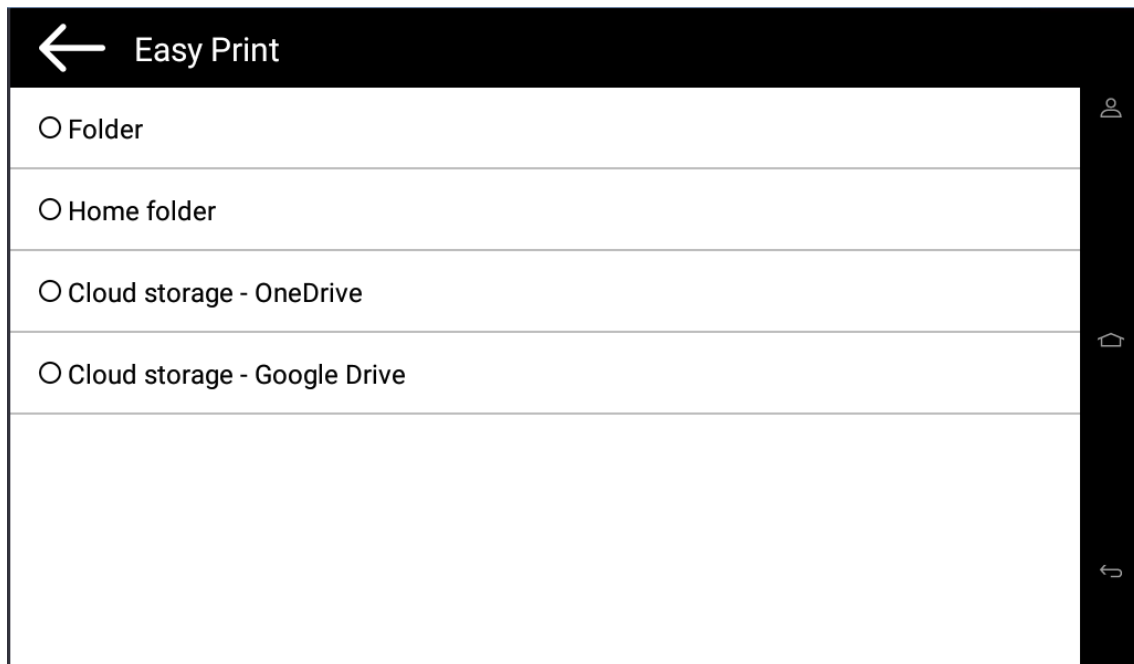 Easy Print
Folder
Home folder
Cloud storage - OneDrive
Cloud storage - Google Drive